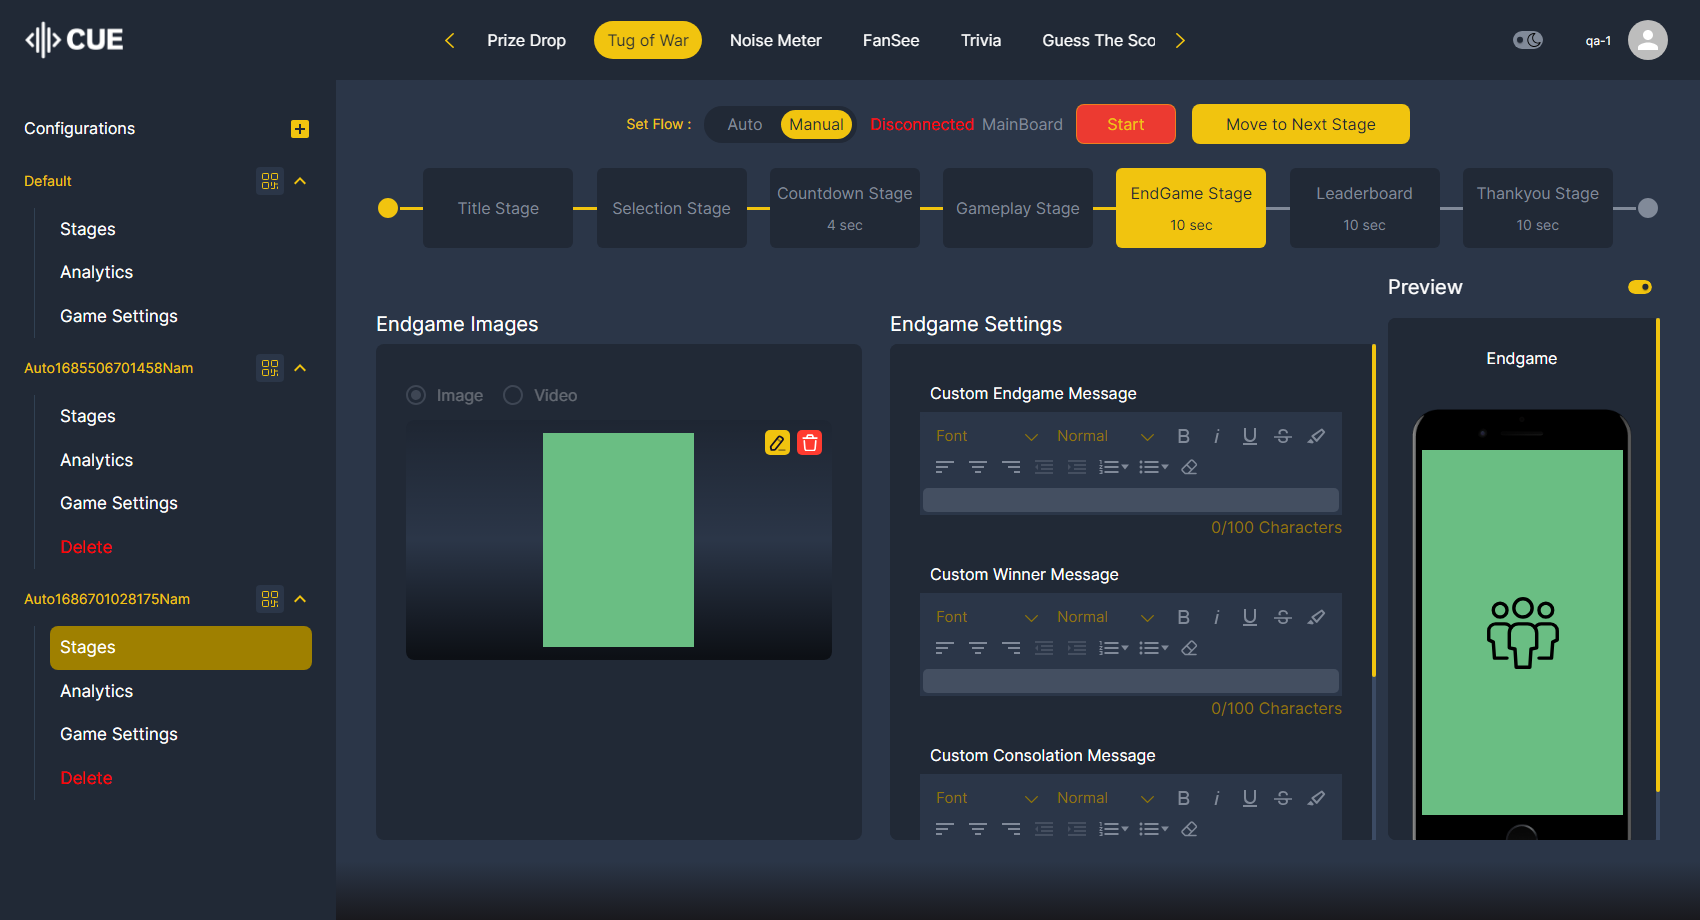 CUE
Prize Drop
Tug of War
Noise Meter
FanSee
Trivia
Guess The Sco
qa-1
Configurations
Default
Stages
Analytics
Game Settings
Auto1685506701458Nam
Stages
Analytics
Game Settings
Delete
Auto1686701028175Nam
Stages
Analytics
Game Settings
Delete
Set Flow :
Auto
Manual
Disconnected MainBoard
Start
Move to Next Stage
Title Stage
Selection Stage
Countdown Stage
4 sec
Gameplay Stage
EndGame Stage
10 sec
Leaderboard
10 sec
Thankyou Stage
10 sec
Endgame Images
Image
Video
Endgame Settings
Custom Endgame Message
Font
Normal
B
i
U
S
0/100 Characters
Custom Winner Message
Font
Normal
B
i
U
S
0/100 Characters
Custom Consolation Message
Font
Normal
B
i
U
S
Preview
Endgame